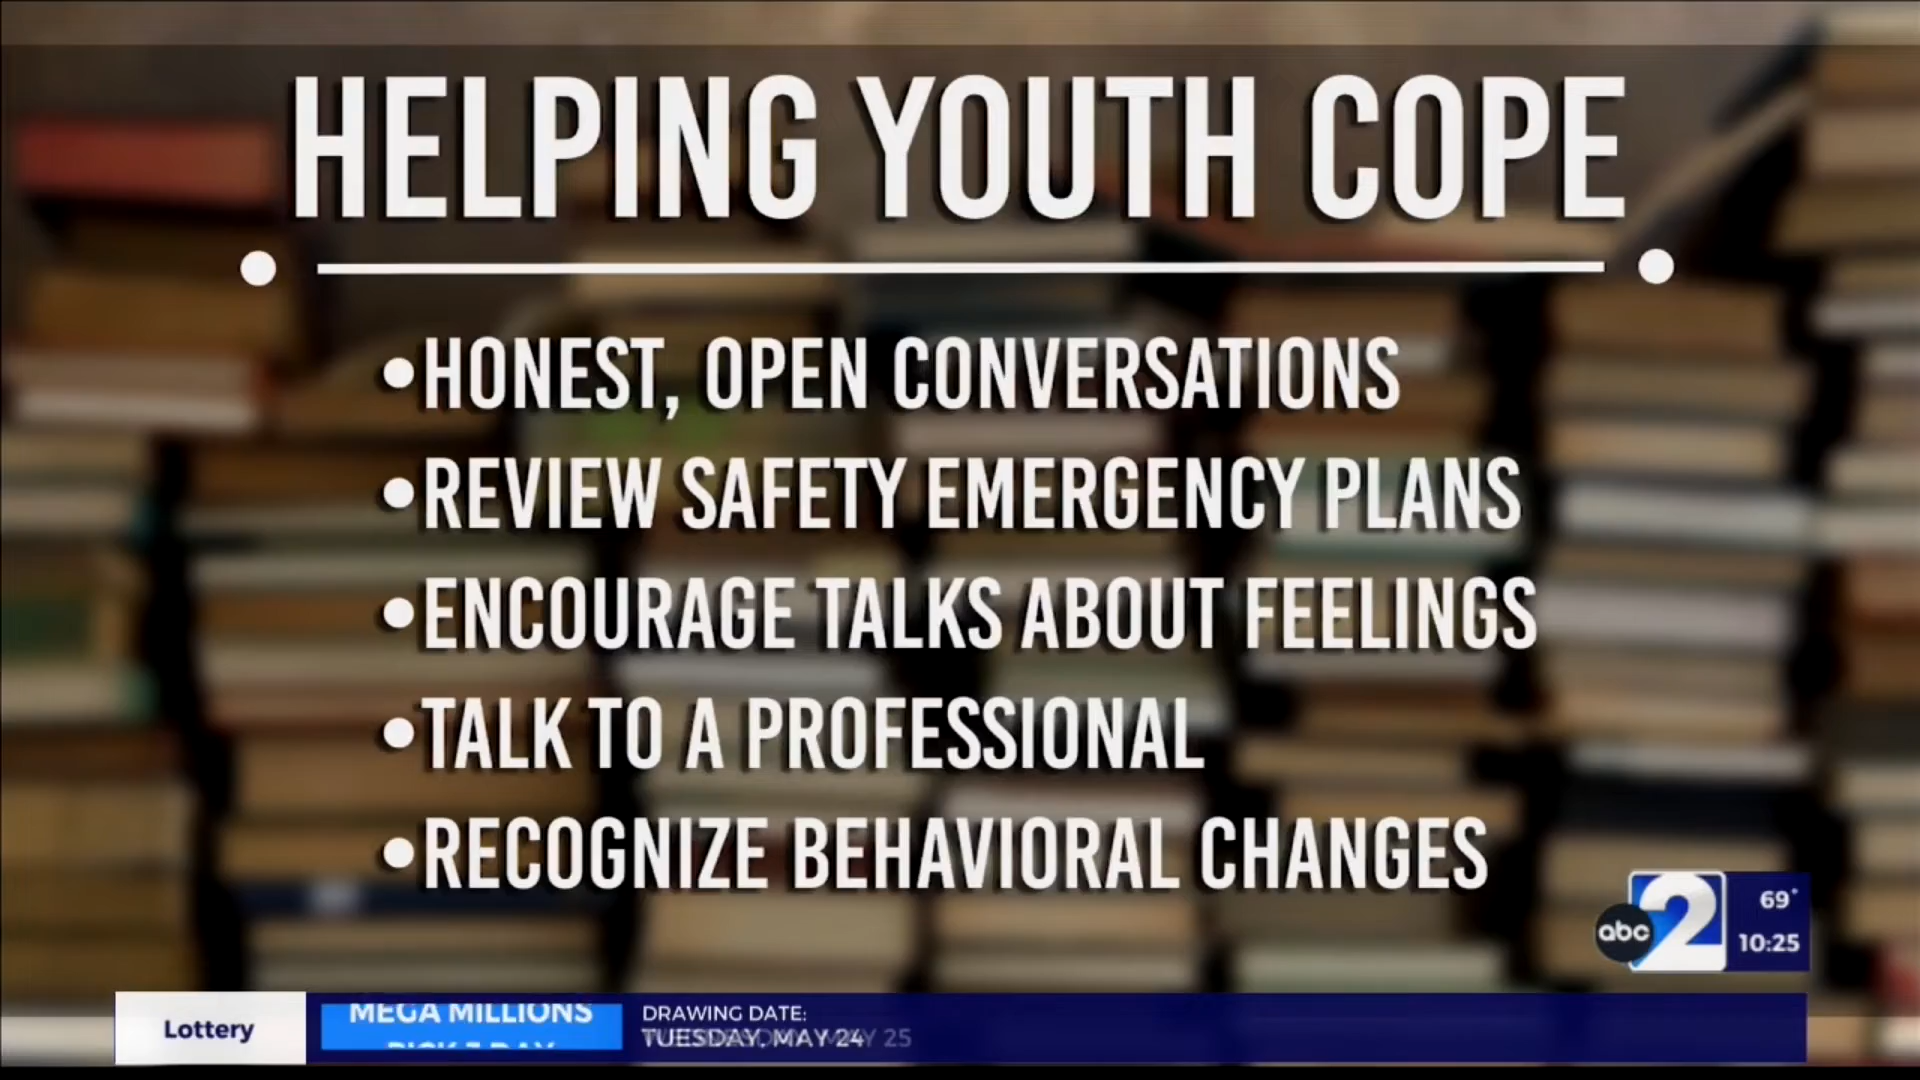 HELPING YOUTH COPE
•HONEST, OPEN CONVERSATIONS
•REVIEW SAFETY EMERGENCY PLANS
•ENCOURAGE TALKS ABOUT FEELINGS
•TALK TO A PROFESSIONAL
•RECOGNIZE BEHAVIORAL CHANGES
abc 2
69°
10:25
Lottery
MEGA MILLIONS
DRAWING DATE:
TUESDAY, MAY 24